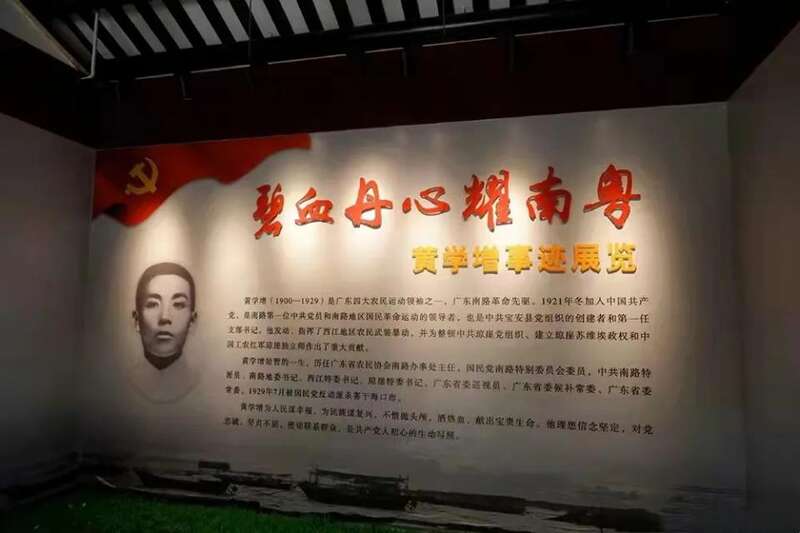 碧血丹心耀南粤
黄学增事迹展览
黄学增（1900—1929）是广东四大农民运动领袖之一，广东南路革命先驱。1921年冬加入中国共产
党，是南路第一位中共党员和南路地区国民革命运动的领导者，也是中共宝安县党组织的创建者和第一任
支部书记。他发动、指挥了西江地区农民武装暴动，并为整顿中共琼崖党组织、建立琼崖苏维埃政权和中
国工农红军琼崖独立师作出了重大贡献。
黄学增短暂的一生，历任广东省农民协会南路办事处主任，国民党南路特别委员会委员，中共南路特
派员、南路地委书记、西江特委书记、琼崖特委书记，广东省委巡视员、广东省委候补常委、广东省委
常委。1929年7月被国民党反动派杀害于海口市。
黄学增为人民谋幸福，为民族谋复兴，不惜抛头颅、洒热血、献出宝贵生命。他理想信念坚定，对党
忠诚，坚贞不屈，密切联系群众，是共产党人初心的生动写照。